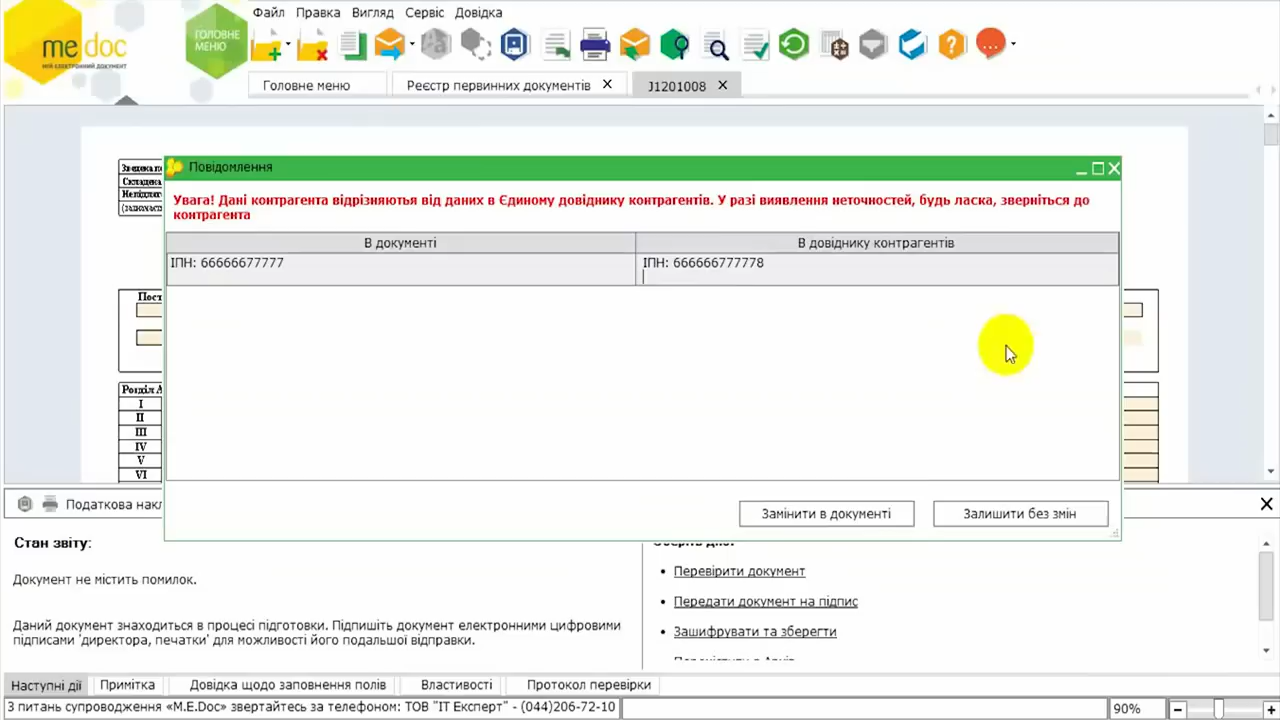 me doc
МІЙ ЕЛЕКТРОННИЙ ДОКУМЕНТ
ГОЛОВНЕ
МЕНЮ
Файл Правка Вигляд Сервіс Довідка
Головне меню Реєстр первинних документів J1201008
Повідомлення
Увага! Дані контрагента відрізняються від даних в Єдиному довіднику контрагентів. У разі виявлення неточностей, будь ласка, зверніться до
контрагента
В документі В довіднику контрагентів
ІПН: 66666677777 ІПН: 666666777778
Розділ А
I
II
III
IV
V
VI
Замінити в документі Залишити без змін
Податкова накл
Стан звіту:
Документ не містить помилок.
Даний документ знаходиться в процесі підготовки. Підпишіть документ електронними цифровими
підписами 'директора, печатки' для можливості його подальшої відправки.
• Перевірити документ
• Передати документ на підпис
• Зашифрувати та зберегти
Наступні дії Примітка Довідка щодо заповнення полів Властивості Протокол перевірки
З питань супроводження «M.E.Doc» звертайтесь за телефоном: ТОВ "ІТ Експерт" - (044)206-72-10 90%